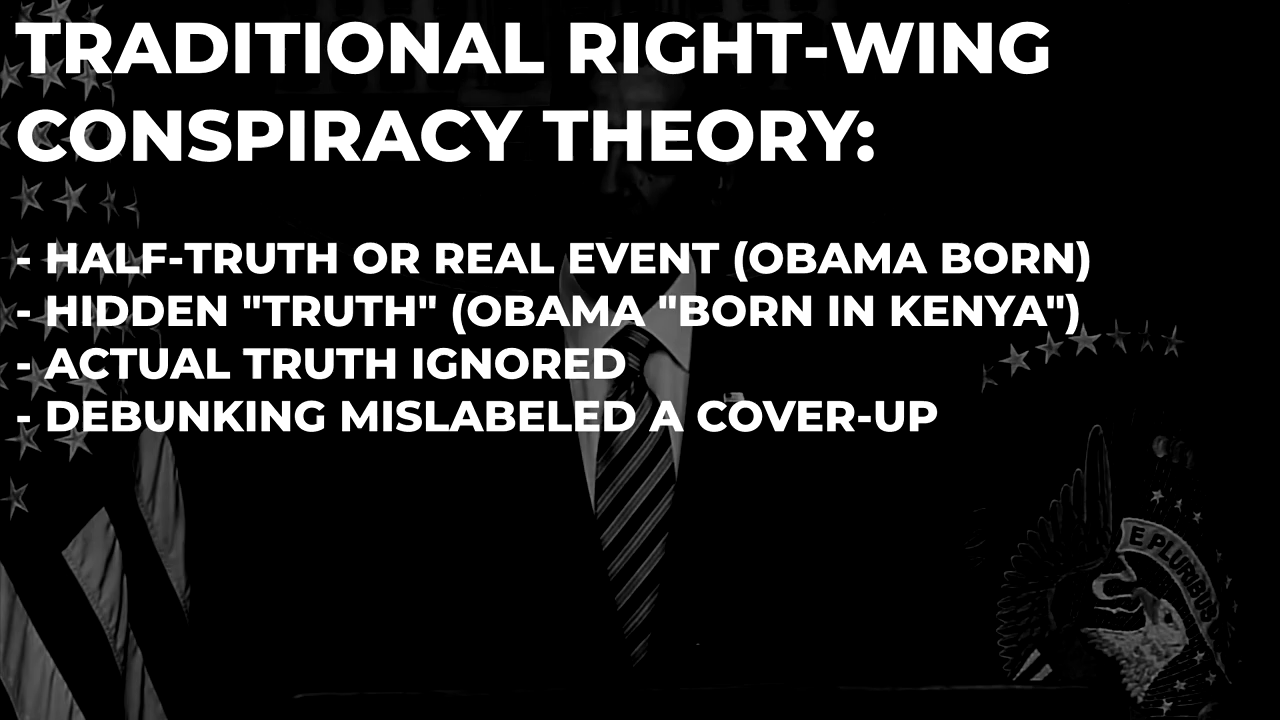 TRADITIONAL RIGHT-WING
CONSPIRACY THEORY:
- HALF-TRUTH OR REAL EVENT (OBAMA BORN)
- HIDDEN "TRUTH" (OBAMA "BORN IN KENYA")
- ACTUAL TRUTH IGNORED
- DEBUNKING MISLABELED A COVER-UP
E PLURIBUS